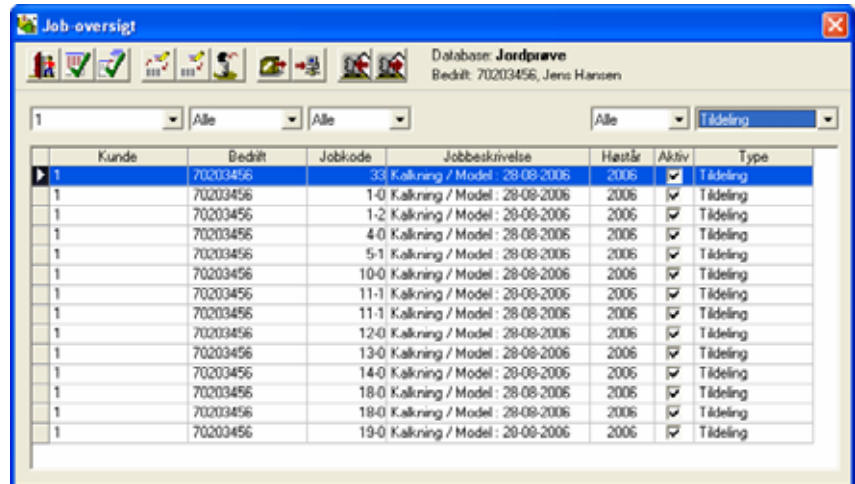 Job-oversigt
Database: Jordprøve
Bedrift: 70203456, Jens Hansen
1 Alle Alle Alle Tildeling
Kunde Bedrift Jobkode Jobbeskrivelse Høstår Aktiv Type
1 70203456 33 Kalkning / Model : 28-08-2006 2006 Tildeling
1 70203456 1-0 Kalkning / Model : 28-08-2006 2006 Tildeling
1 70203456 1-2 Kalkning / Model : 28-08-2006 2006 Tildeling
1 70203456 4-0 Kalkning / Model : 28-08-2006 2006 Tildeling
1 70203456 5-1 Kalkning / Model : 28-08-2006 2006 Tildeling
1 70203456 10-0 Kalkning / Model : 28-08-2006 2006 Tildeling
1 70203456 11-1 Kalkning / Model : 28-08-2006 2006 Tildeling
1 70203456 11-1 Kalkning / Model : 28-08-2006 2006 Tildeling
1 70203456 12-0 Kalkning / Model : 28-08-2006 2006 Tildeling
1 70203456 13-0 Kalkning / Model : 28-08-2006 2006 Tildeling
1 70203456 14-0 Kalkning / Model : 28-08-2006 2006 Tildeling
1 70203456 18-0 Kalkning / Model : 28-08-2006 2006 Tildeling
1 70203456 18-0 Kalkning / Model : 28-08-2006 2006 Tildeling
1 70203456 19-0 Kalkning / Model : 28-08-2006 2006 Tildeling